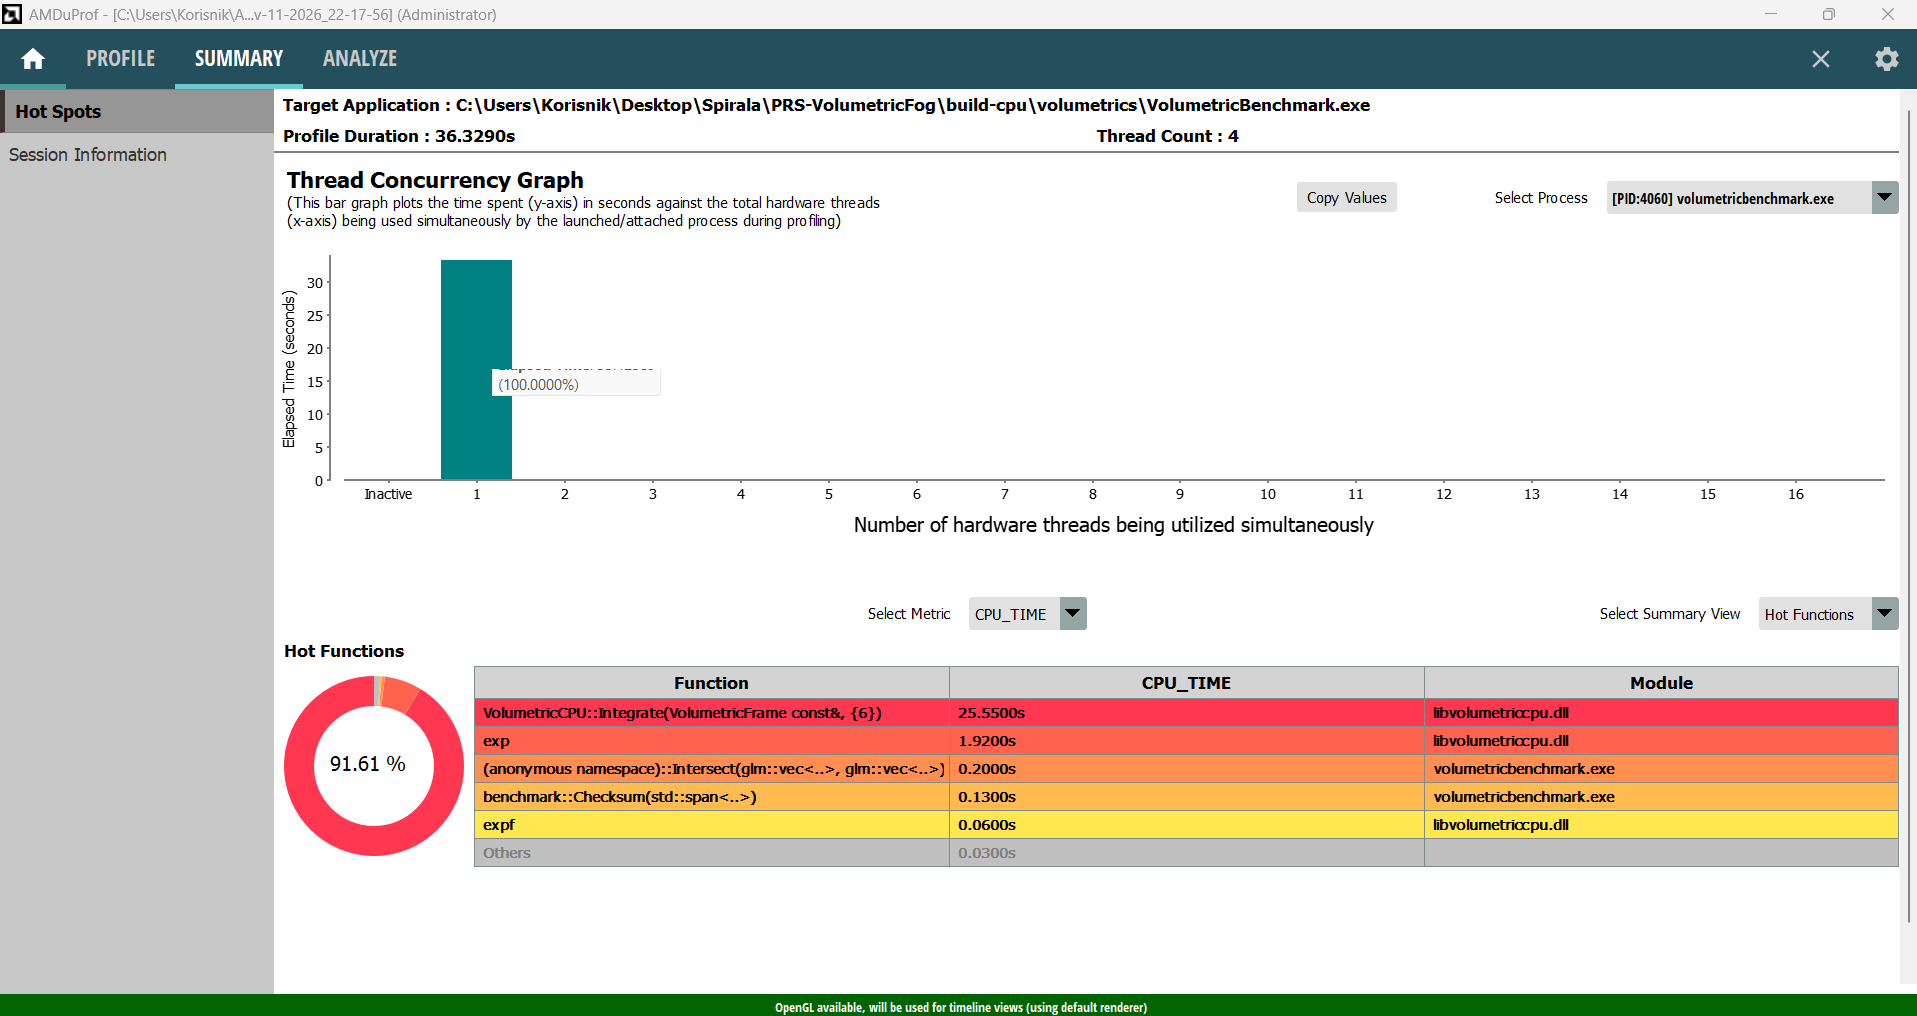 AMDuProf - [C:\Users\Korisnik\A...v-11-2026_22-17-56] (Administrator)
PROFILE SUMMARY ANALYZE
Hot Spots
Session Information
Target Application : C:\Users\Korisnik\Desktop\Spirala\PRS-VolumetricFog\build-cpu\volumetrics\VolumetricBenchmark.exe
Profile Duration : 36.3290s Thread Count : 4
Thread Concurrency Graph
(This bar graph plots the time spent (y-axis) in seconds against the total hardware threads
(x-axis) being used simultaneously by the launched/attached process during profiling)
Copy Values Select Process [PID:4060] volumetricbenchmark.exe
Elapsed Time (seconds)
30
25
20
15
10
5
0
(100.0000%)
Inactive 1 2 3 4 5 6 7 8 9 10 11 12 13 14 15 16
Number of hardware threads being utilized simultaneously
Select Metric CPU_TIME Select Summary View Hot Functions
Hot Functions
91.61 %
Function CPU_TIME Module
VolumetricCPU::Integrate(VolumetricFrame const&, {6}) 25.5500s libvolumetriccpu.dll
exp 1.9200s libvolumetriccpu.dll
(anonymous namespace)::Intersect(glm::vec<..>, glm::vec<..>) 0.2000s volumetricbenchmark.exe
benchmark::Checksum(std::span<..>) 0.1300s volumetricbenchmark.exe
expf 0.0600s libvolumetriccpu.dll
Others 0.0300s
OpenGL available, will be used for timeline views (using default renderer)